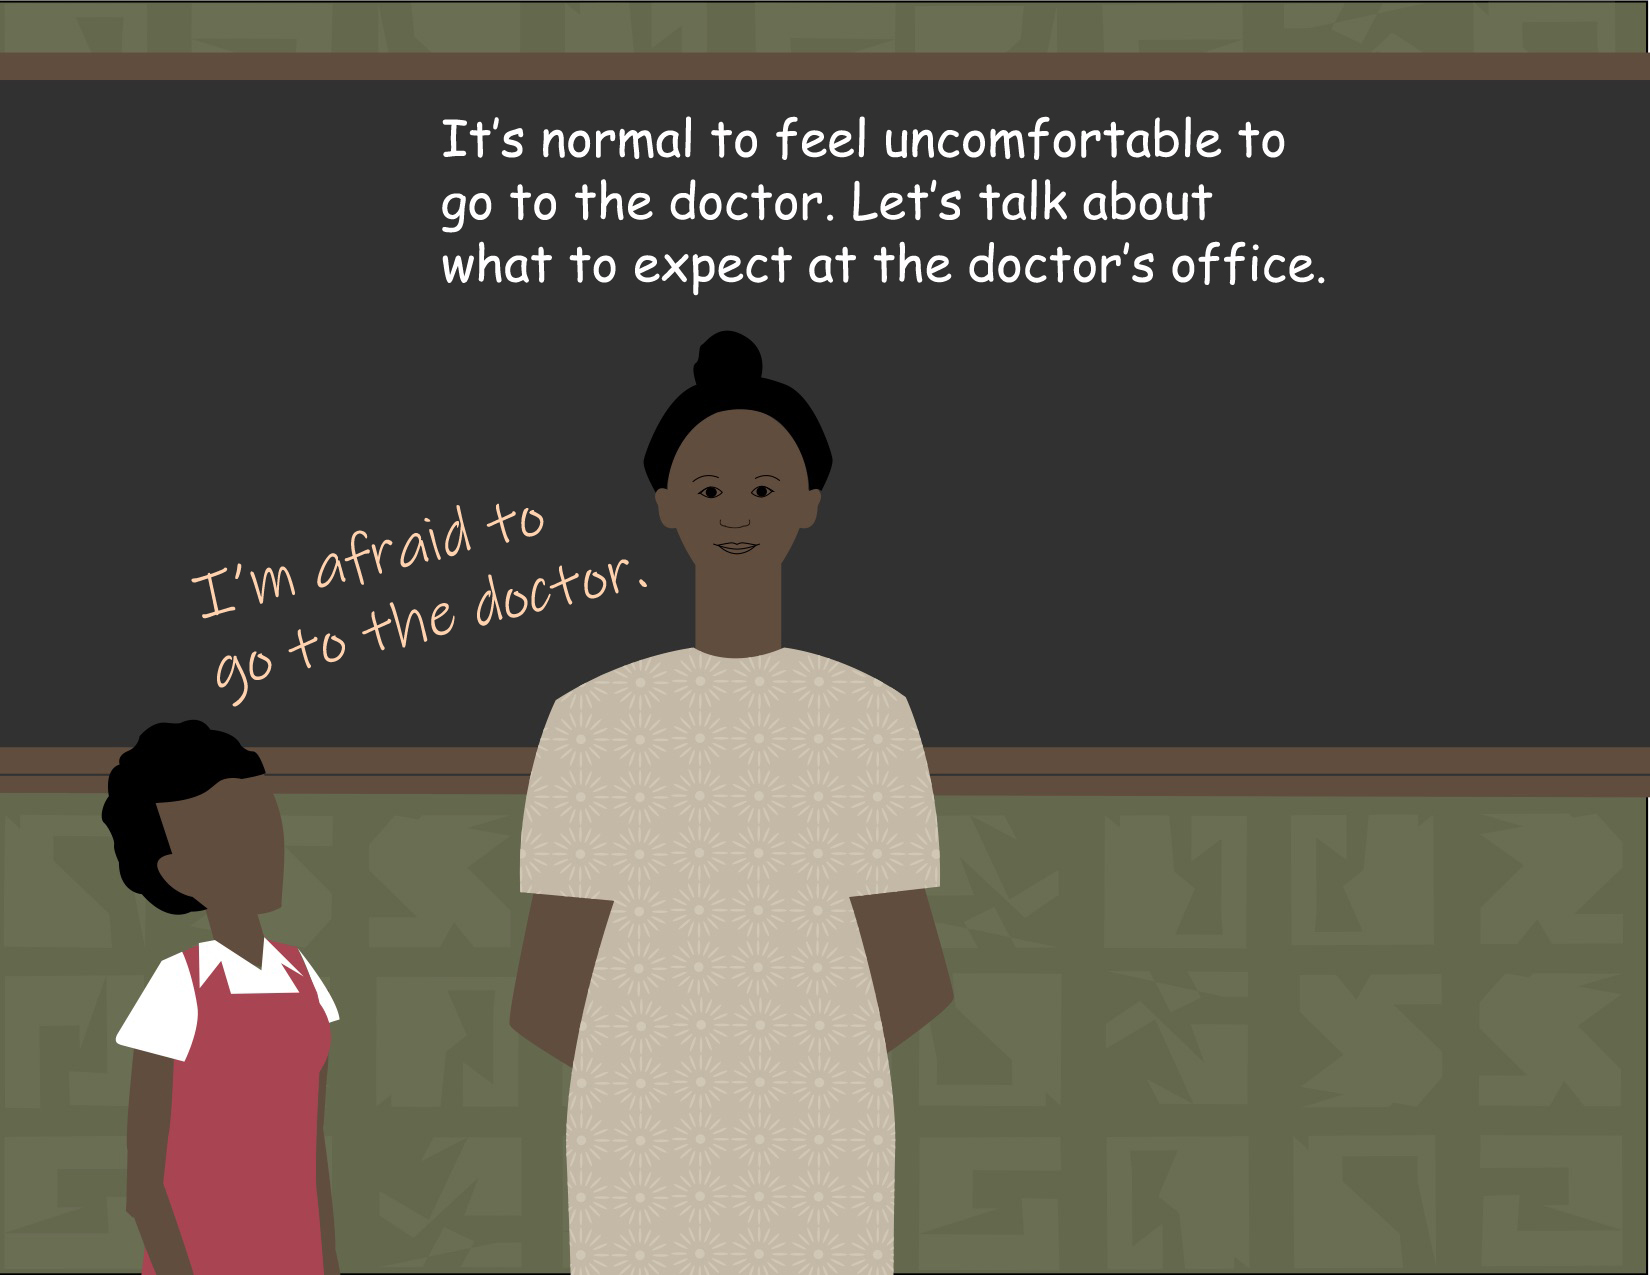 It's normal to feel uncomfortable to
go to the doctor. Let's talk about
what to expect at the doctor's office.
I'm afraid to
go to the doctor.